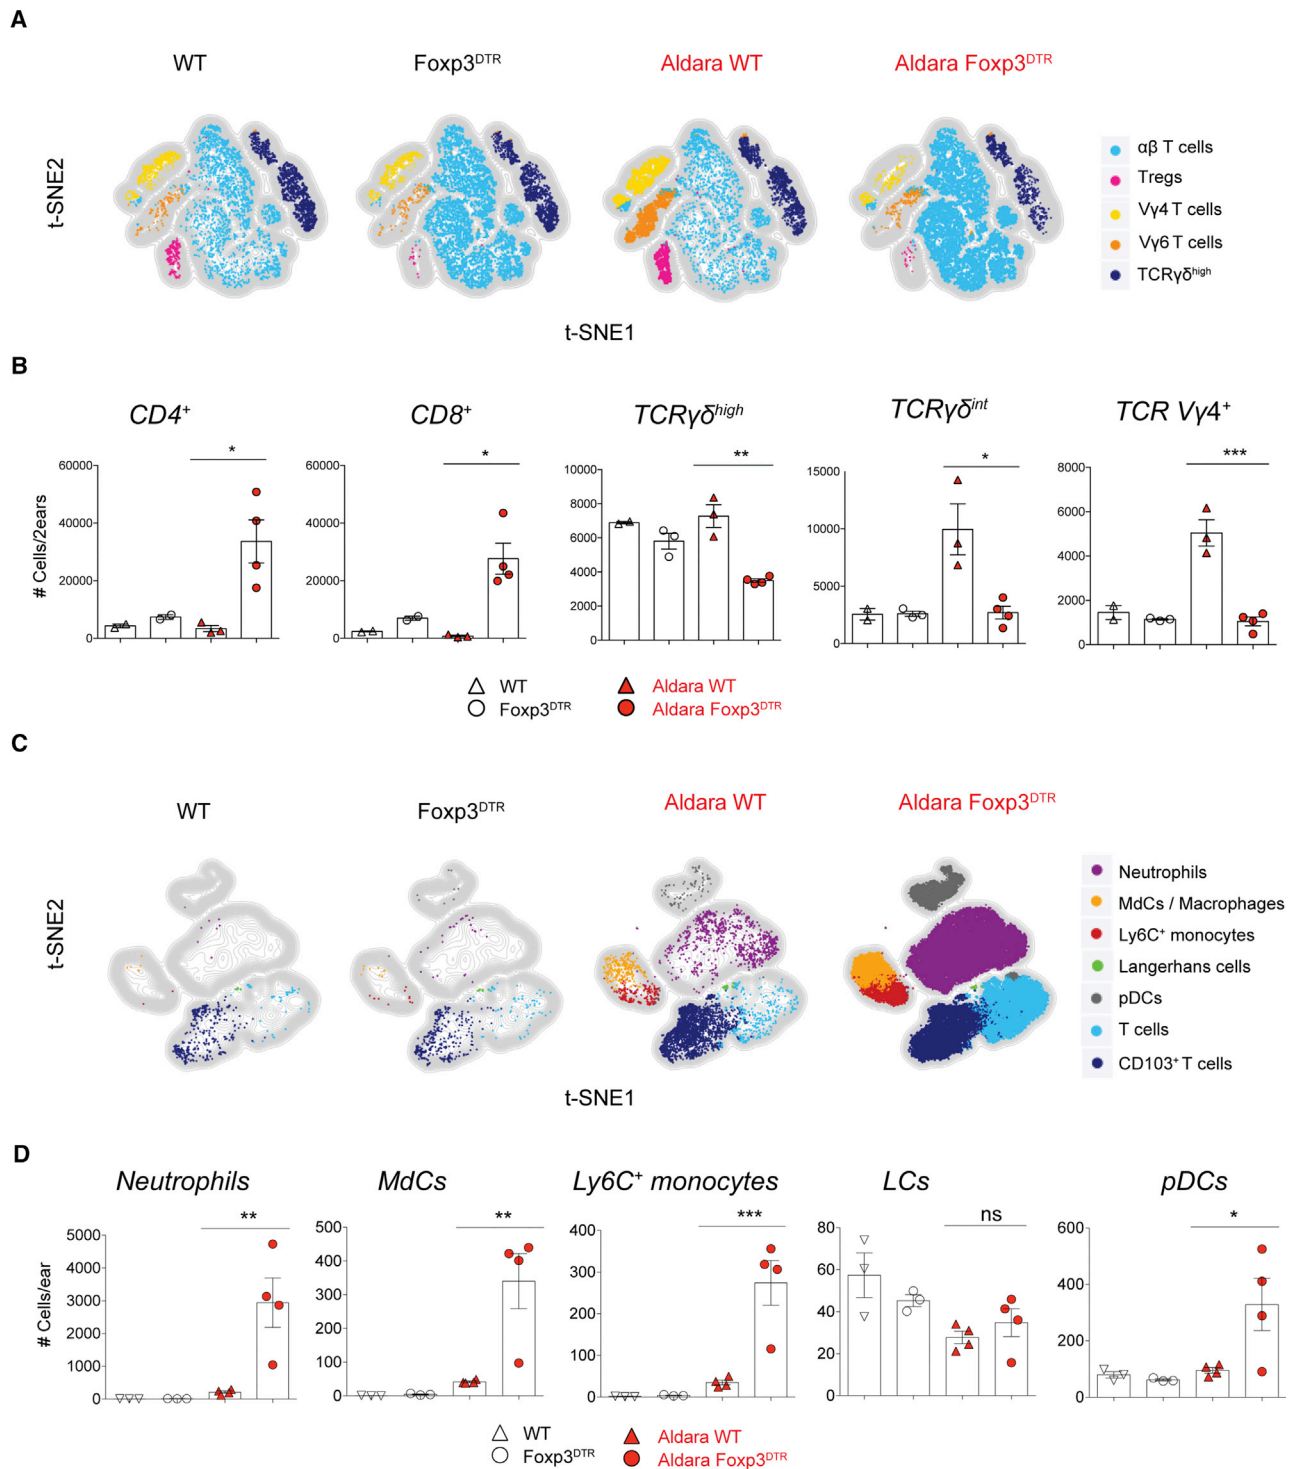 A
WT Foxp3DTR Aldara WT Aldara Foxp3DTR
t-SNE2
αβ T cells
Tregs
Vγ4 T cells
Vγ6 T cells
TCRγδhigh
t-SNE1
B
CD4+ CD8+ TCRγδhigh TCRγδint TCR Vγ4+
# Cells/2ears
60000
40000
20000
0
*
60000
40000
20000
0
*
10000
8000
6000
4000
2000
0
**
15000
10000
5000
0
*
8000
6000
4000
2000
0
***
WT Aldara WT
Foxp3DTR Aldara Foxp3DTR
C
WT Foxp3DTR Aldara WT Aldara Foxp3DTR
t-SNE2
Neutrophils
MdCs / Macrophages
Ly6C+ monocytes
Langerhans cells
pDCs
T cells
CD103+ T cells
t-SNE1
D
Neutrophils MdCs Ly6C+ monocytes LCs pDCs
# Cells/ear
5000
4000
3000
2000
1000
0
**
500
400
300
200
100
0
**
400
300
200
100
0
***
80
60
40
20
0
ns
600
400
200
0
*
WT Aldara WT
Foxp3DTR Aldara Foxp3DTR